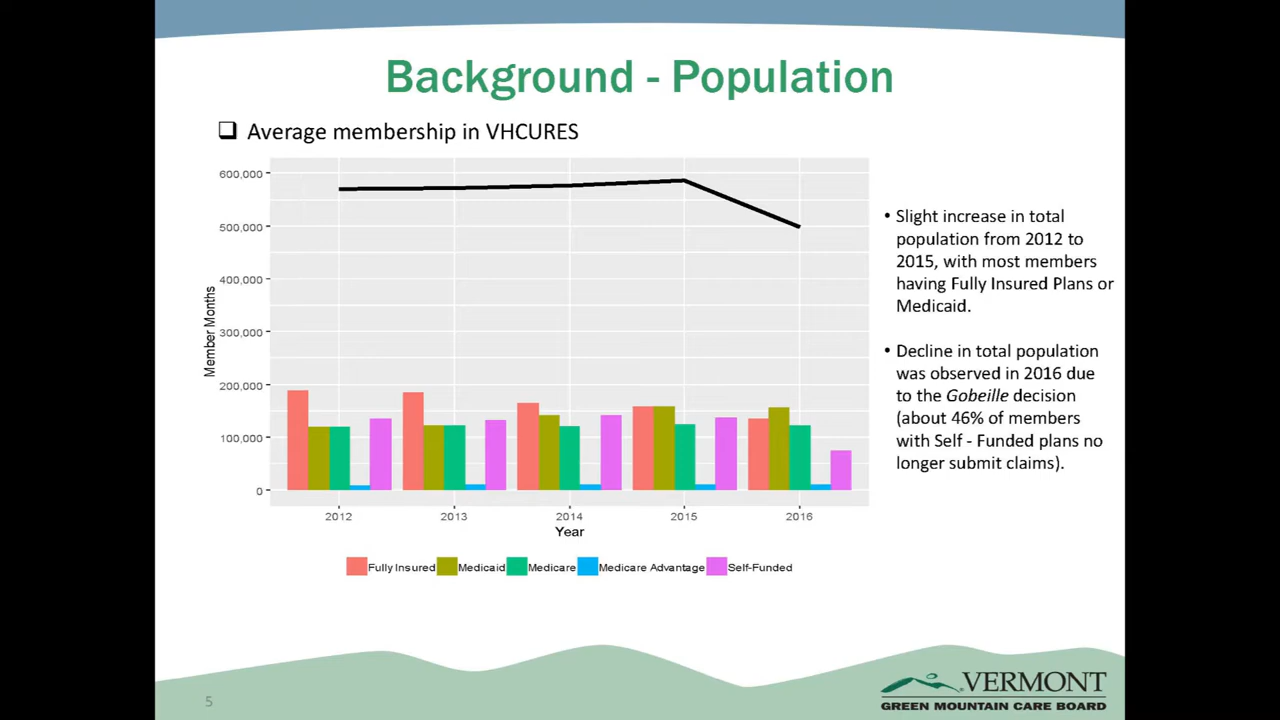 Background - Population
Average membership in VHCURES
600,000
500,000
400,000
300,000
200,000
100,000
0
Member Months
2012 2013 2014 2015 2016
Year
Fully Insured Medicaid Medicare Medicare Advantage Self-Funded
• Slight increase in total
population from 2012 to
2015, with most members
having Fully Insured Plans or
Medicaid.
• Decline in total population
was observed in 2016 due
to the Gobeille decision
(about 46% of members
with Self - Funded plans no
longer submit claims).
5
VERMONT
GREEN MOUNTAIN CARE BOARD